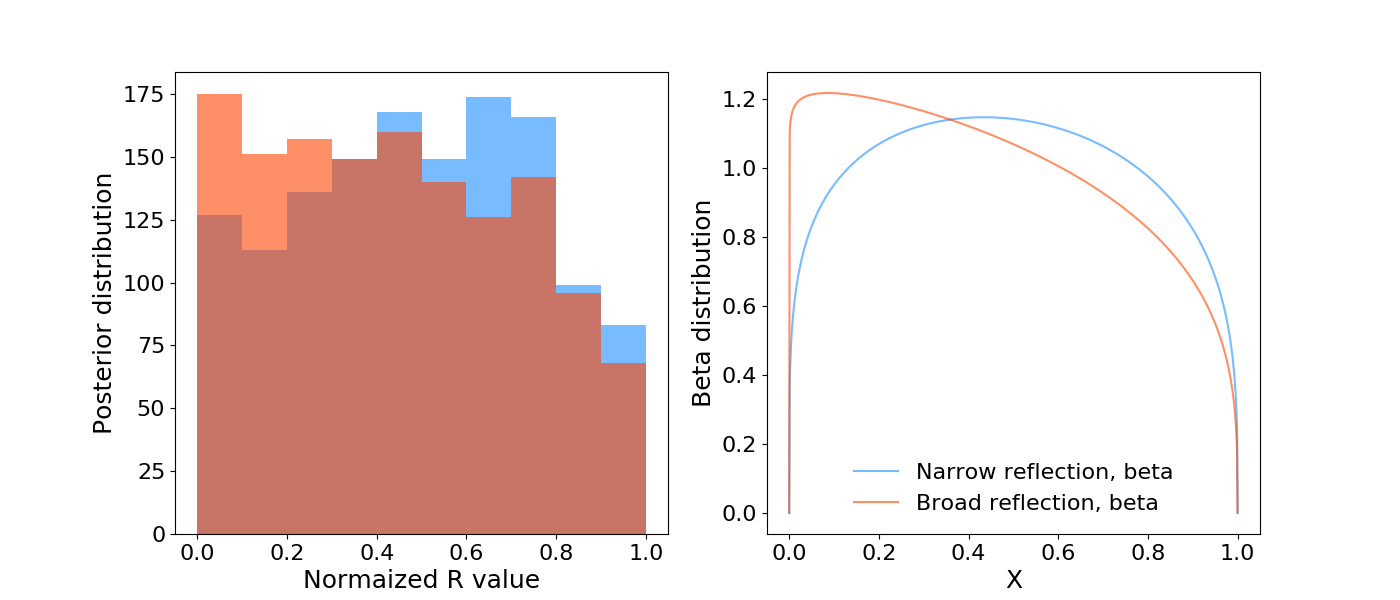 Posterior distribution
175
150
125
100
75
50
25
0
0.0 0.2 0.4 0.6 0.8 1.0
Normaized R value
Beta distribution
1.2
1.0
0.8
0.6
0.4
0.2
0.0
Narrow reflection, beta
Broad reflection, beta
0.0 0.2 0.4 0.6 0.8 1.0
X